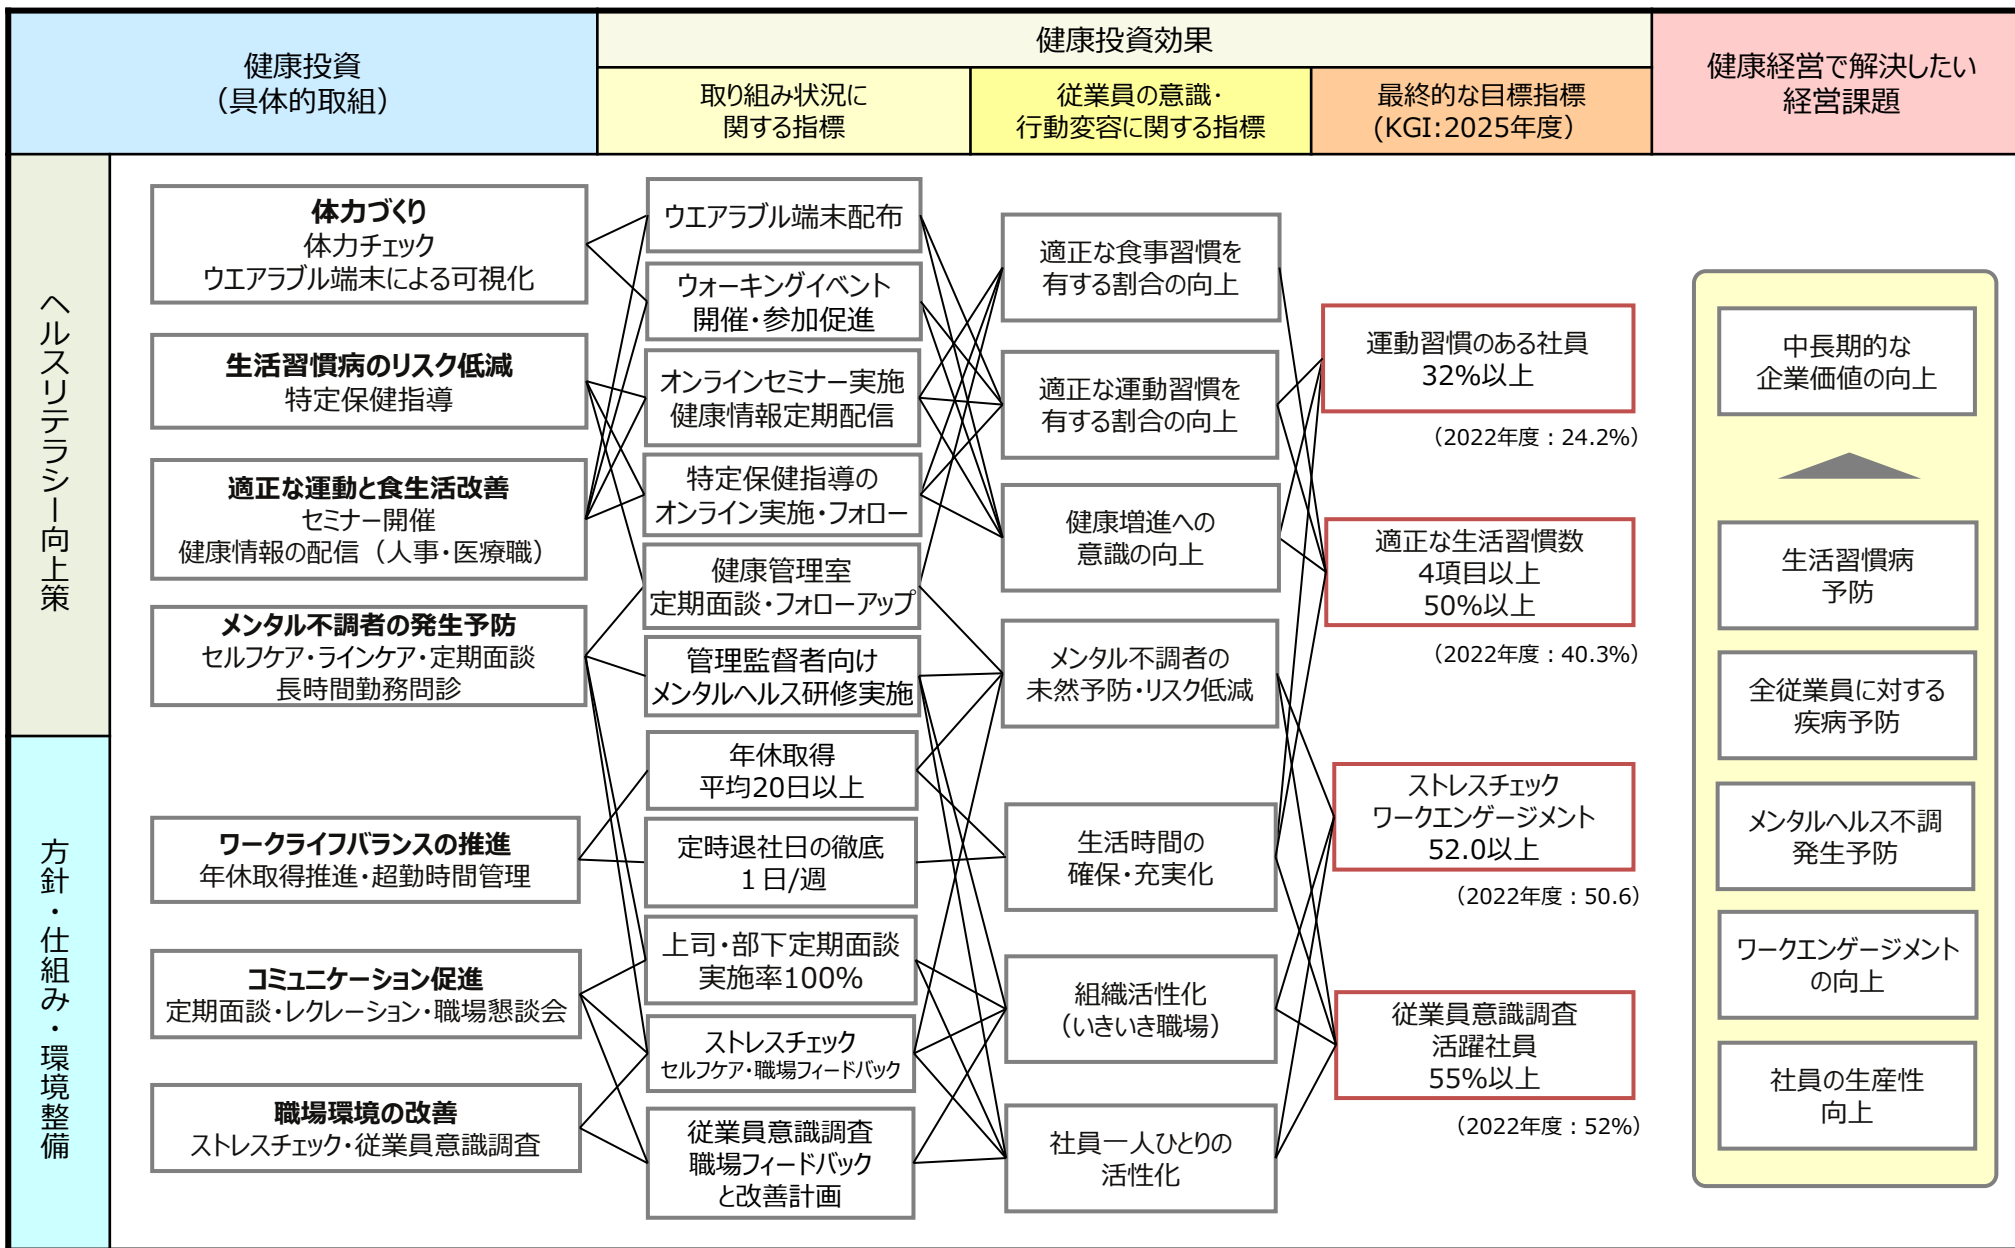 健康投資
（具体的取組）
健康投資効果
取り組み状況に
関する指標
従業員の意識・
行動変容に関する指標
最終的な目標指標
(KGI:2025年度）
健康経営で解決したい
経営課題
ヘルスリテラシー向上策
体力づくり
体力チェック
ウエアラブル端末による可視化
生活習慣病のリスク低減
特定保健指導
適正な運動と食生活改善
セミナー開催
健康情報の配信（人事・医療職）
メンタル不調者の発生予防
セルフケア・ラインケア・定期面談
長時間勤務問診
方針・仕組み・環境整備
ワークライフバランスの推進
年休取得推進・超勤時間管理
コミュニケーション促進
定期面談・レクレーション・職場懇談会
職場環境の改善
ストレスチェック・従業員意識調査
ウエアラブル端末配布
ウォーキングイベント
開催・参加促進
オンラインセミナー実施
健康情報定期配信
特定保健指導の
オンライン実施・フォロー
健康管理室
定期面談・フォローアップ
管理監督者向け
メンタルヘルス研修実施
年休取得
平均20日以上
定時退社日の徹底
１日/週
上司・部下定期面談
実施率100%
ストレスチェック
セルフケア・職場フィードバック
従業員意識調査
職場フィードバック
と改善計画
適正な食事習慣を
有する割合の向上
適正な運動習慣を
有する割合の向上
健康増進への
意識の向上
メンタル不調者の
未然予防・リスク低減
生活時間の
確保・充実化
組織活性化
（いきいき職場）
社員一人ひとりの
活性化
運動習慣のある社員
32%以上
（2022年度：24.2%）
適正な生活習慣数
4項目以上
50%以上
（2022年度：40.3%）
ストレスチェック
ワークエンゲージメント
52.0以上
（2022年度：50.6）
従業員意識調査
活躍社員
55%以上
（2022年度：52%）
中長期的な
企業価値の向上
生活習慣病
予防
全従業員に対する
疾病予防
メンタルヘルス不調
発生予防
ワークエンゲージメント
の向上
社員の生産性
向上